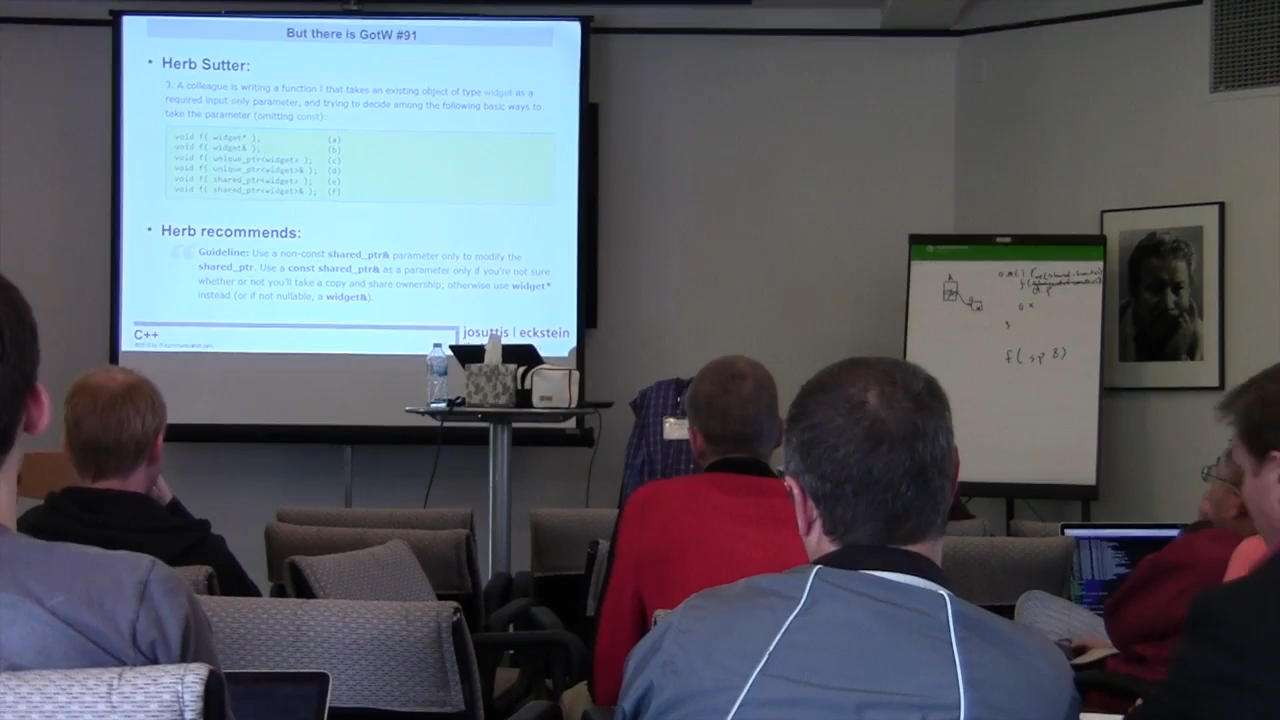 But there is GotW #91
• Herb Sutter:
3. A colleague is writing a function f that takes an existing object of type widget as a
required input-only parameter, and trying to decide among the following basic ways to
take the parameter (omitting const):
void f( widget* ); (a)
void f( widget& ); (b)
void f( unique_ptr<widget> ); (c)
void f( unique_ptr<widget>& ); (d)
void f( shared_ptr<widget> ); (e)
void f( shared_ptr<widget>& ); (f)
• Herb recommends:
Guideline: Use a non-const shared_ptr& parameter only to modify the
shared_ptr. Use a const shared_ptr& as a parameter only if you're not sure
whether or not you'll take a copy and share ownership; otherwise use widget*
instead (or if not nullable, a widget&).
C++
josuttis | eckstein
f(sp 8)